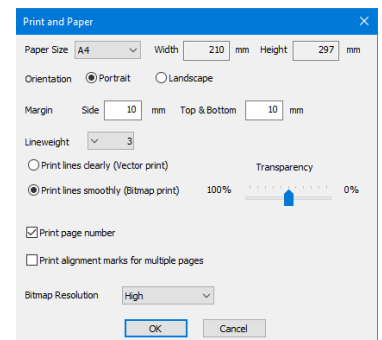 Print and Paper
Paper Size A4 Width 210 mm Height 297 mm
Orientation Portrait Landscape
Margin Side 10 mm Top & Bottom 10 mm
Lineweight 3
Print lines clearly (Vector print) Transparency
Print lines smoothly (Bitmap print) 100% 0%
Print page number
Print alignment marks for multiple pages
Bitmap Resolution High
OK Cancel